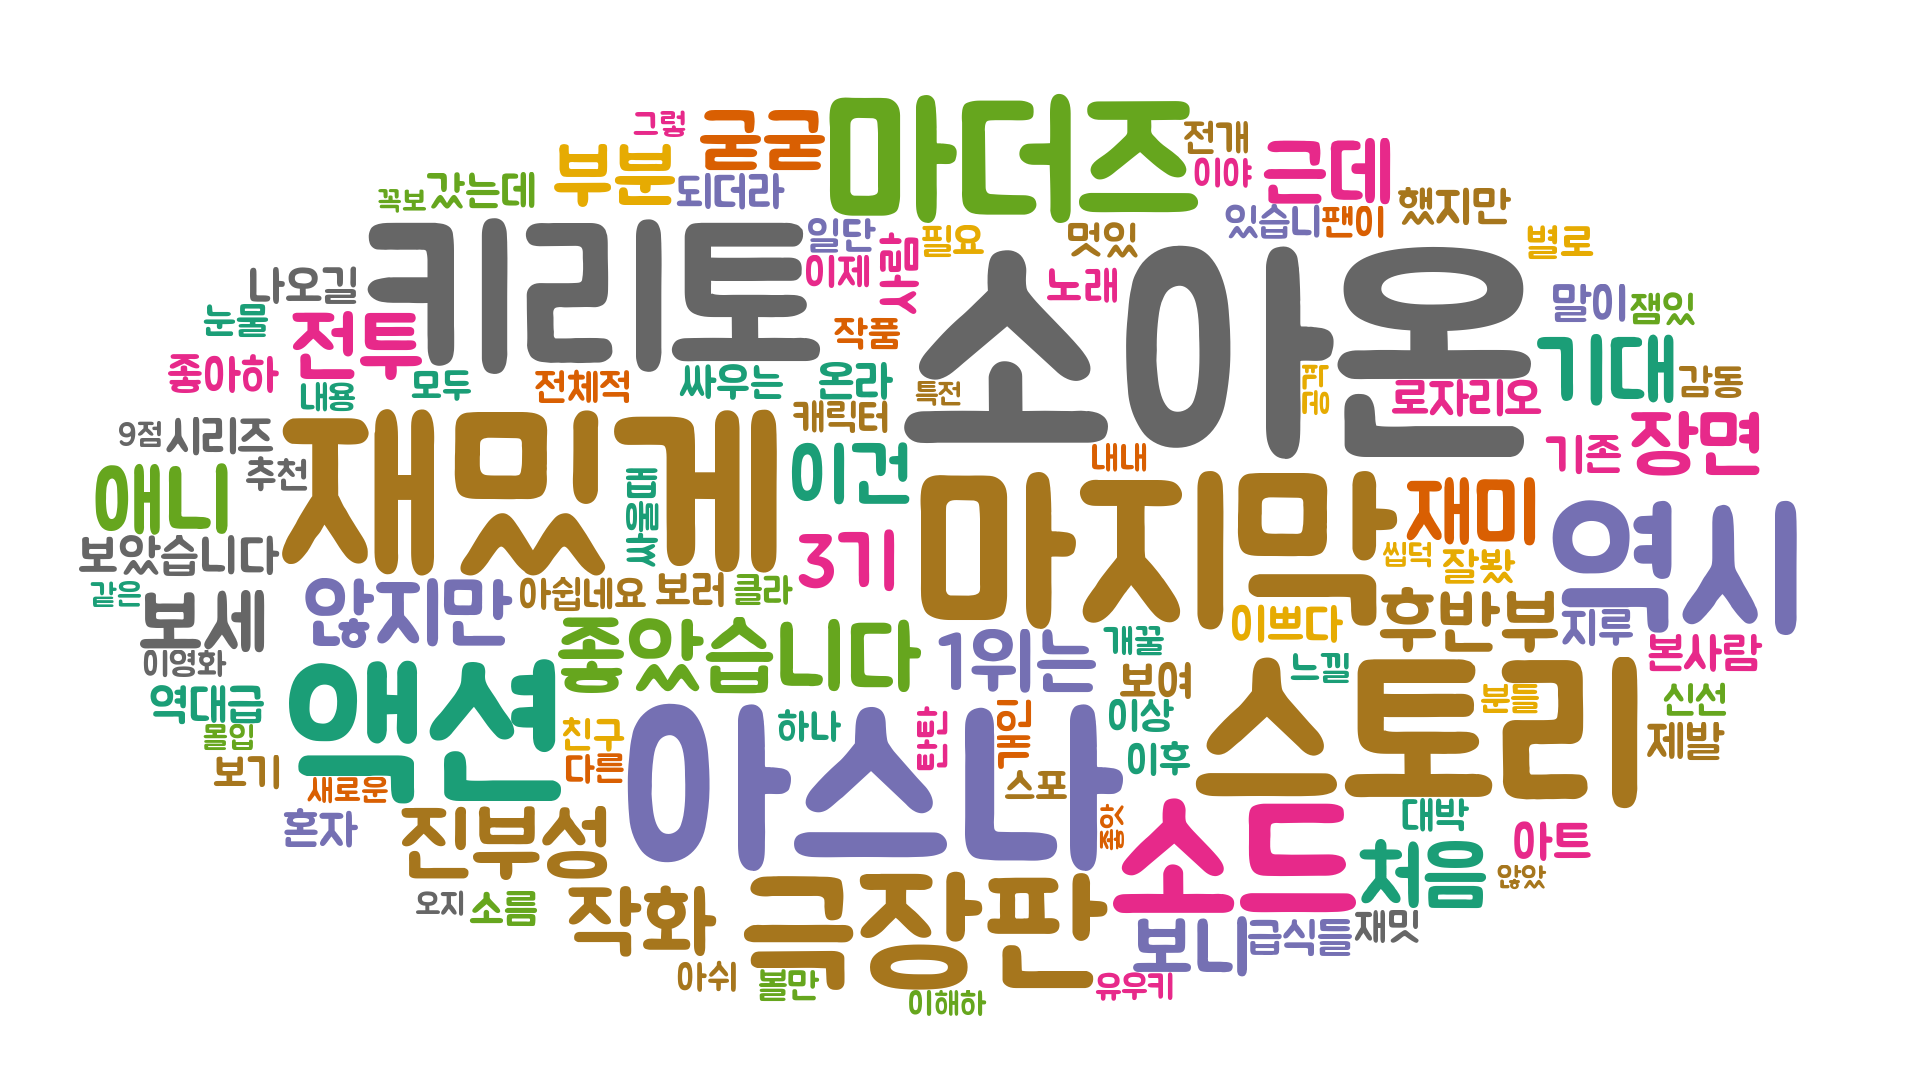 그렇
굳굳
마더즈
전개
근데
부분
되더라
이야
갔는데
꼭보
있습니
팬이
했지만
키리토
일단
필요
멋있
별로
소아온
이제
노래
나오길
눈물
전투
말이
잼있
작품
기대
좋아하
내용
모두
전체적
싸우는
온라
특전
로자리오
감동
캐릭터
9점
시리즈
재밌게
장면
기존
추천
이건
내내
애니
마지막
재미
역시
보았습니다
3기
씹덕
잘봤
같은
않지만
아쉽네요
보러
클라
보세
후반부
이쁘다
지루
좋았습니다
1위는
개꿀
본사람
이영화
액션
보여
느낄
스토리
분들
역대급
신선
몰입
친구
아스나
하나
탄탄
이상
이후
제발
보기
다른
스포
새로운
혼자
진부성
소드
대박
처음
아트
오지
소름
작화
극장판
않았
보니
급식들
재밋
아쉬
볼만
유우키
이해하